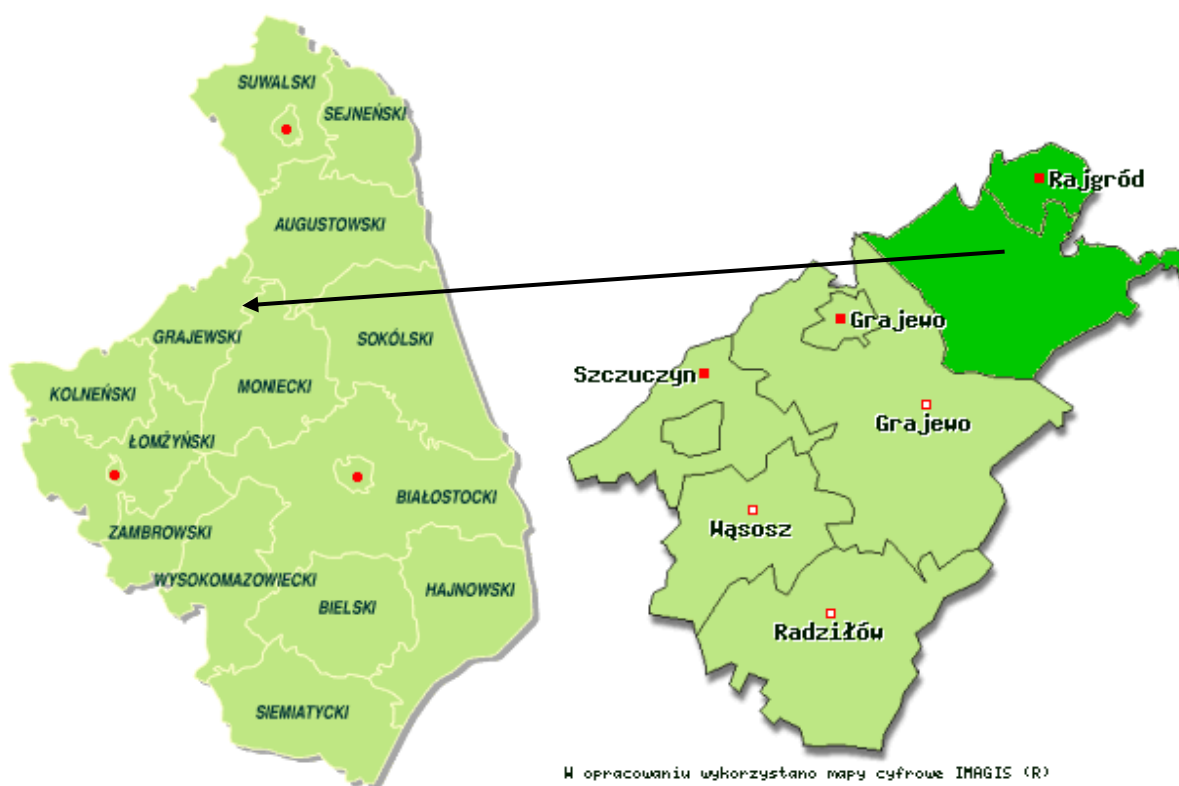 SUWALSKI
SEJNEŃSKI
AUGUSTOWSKI
GRAJEWSKI
SOKÓLSKI
KOLNEŃSKI
MONIECKI
ŁOMŻYŃSKI
BIAŁOSTOCKI
ZAMBROWSKI
WYSOKOMAZOWIECKI
BIELSKI
HAJNOWSKI
SIEMIATYCKI
Rajgród
Grajewo
Szczuczyn
Grajewo
Wąsosz
Radziłów
W opracowaniu wykorzystano mapy cyfrowe IMAGIS (R)